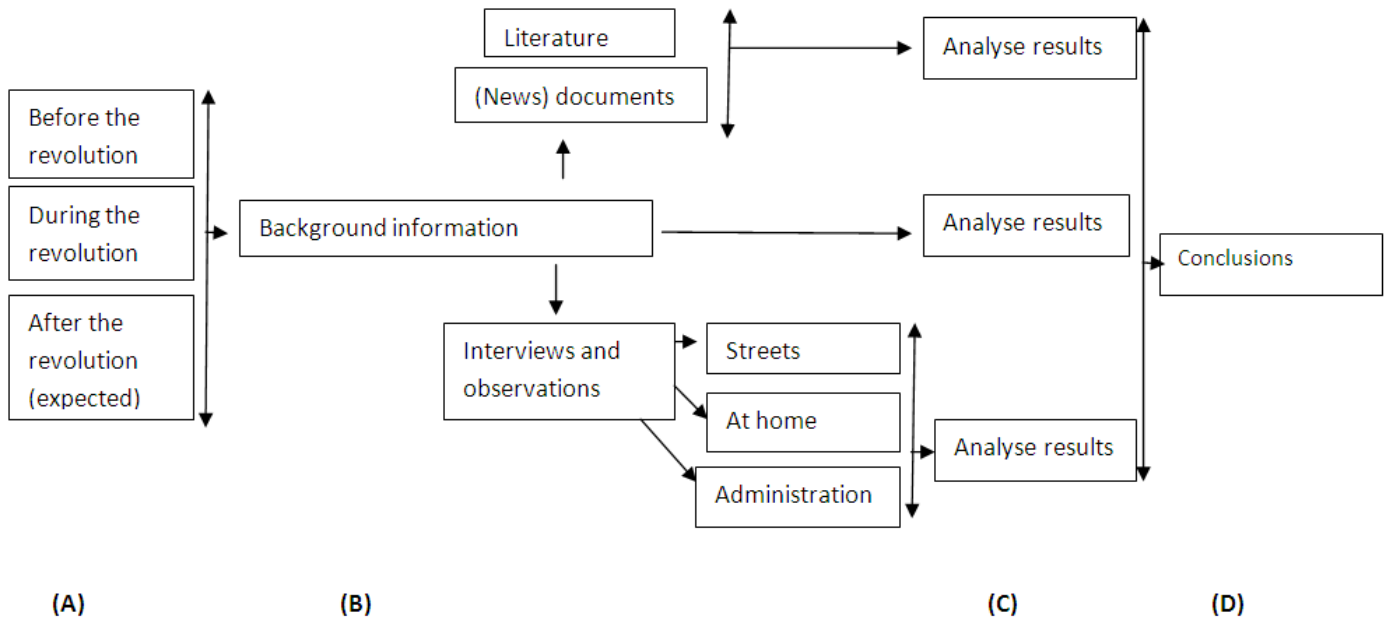 Before the
revolution
During the
revolution
After the
revolution
(expected)
Background information
Literature
(News) documents
Interviews and
observations
Streets
At home
Administration
Analyse results
Analyse results
Analyse results
Conclusions
(A)
(B)
(C)
(D)